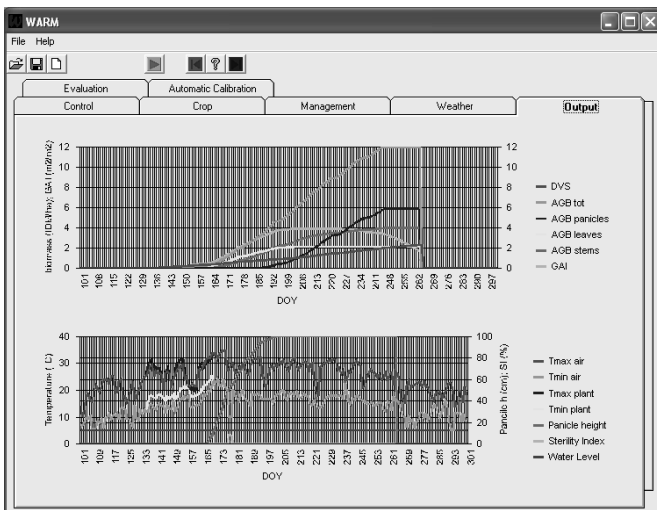 WARM
File Help
Evaluation Automatic Calibration
Control Crop Management Weather Output
12 10 8 6 4 2 0
biomass (tDM/ha); GAI (m2/m2)
12 10 8 6 4 2 0
101 108 115 122 129 136 143 150 157 164 171 178 185 192 199 206 213 220 227 234 241 248 255 262 269 276 283 290 297
DOY
DVS
AGB tot
AGB panicles
AGB leaves
AGB stems
GAI
40 30 20 10 0
Temperature (°C)
100 80 60 40 20 0
101 109 117 125 133 141 149 157 165 173 181 189 197 205 213 221 229 237 245 253 261 269 277 285 293 301
DOY
Tmax air
Tmin air
Tmax plant
Tmin plant
Panicle height
Sterility Index
Water Level